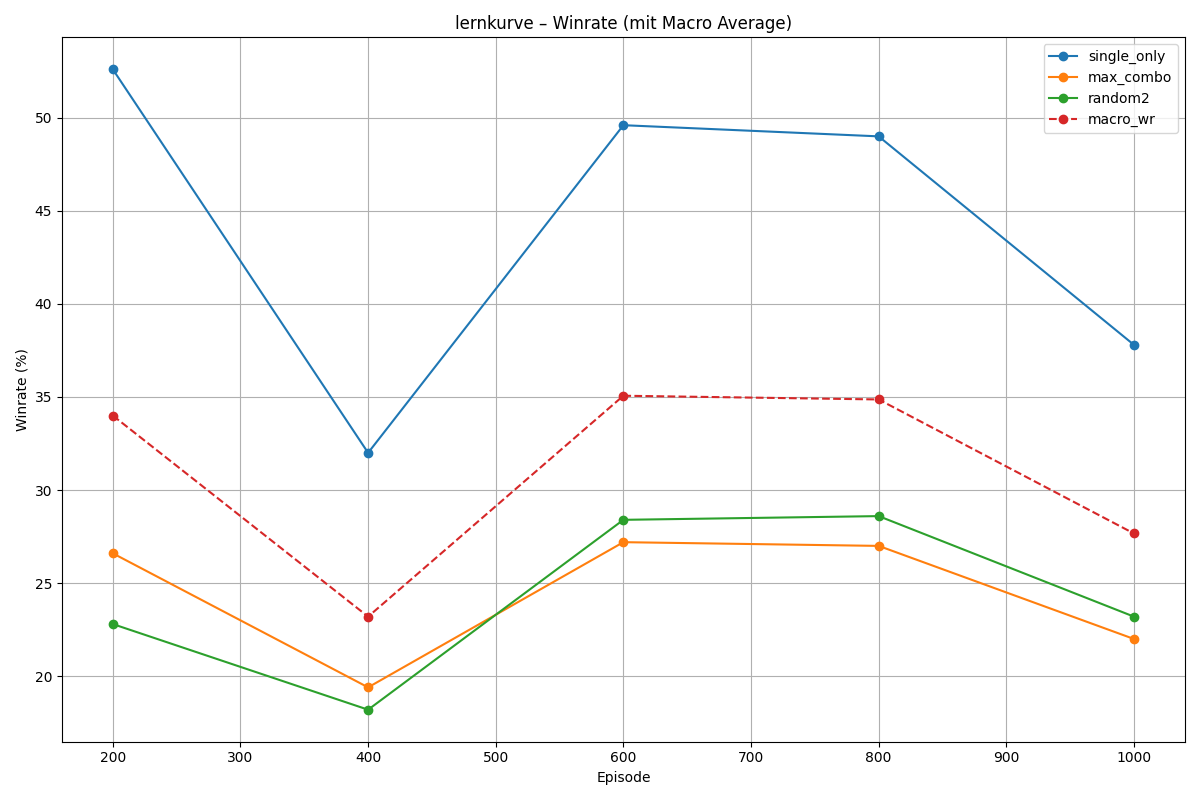 lernkurve – Winrate (mit Macro Average)
single_only
max_combo
random2
macro_wr
Winrate (%)
50
45
40
35
30
25
20
200 300 400 500 600 700 800 900 1000
Episode